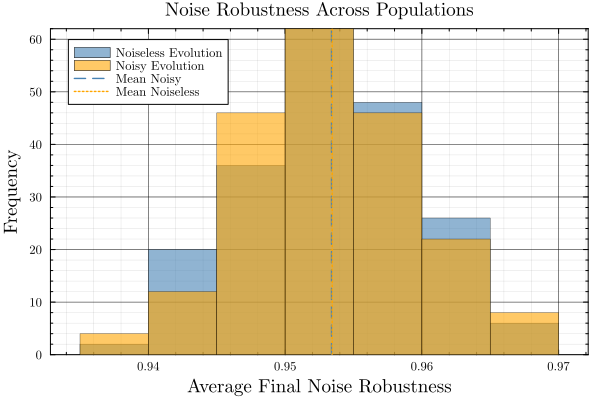 Noise Robustness Across Populations
Noiseless Evolution
Noisy Evolution
Mean Noisy
Mean Noiseless
60
50
40
30
20
10
0
Frequency
0.94 0.95 0.96 0.97
Average Final Noise Robustness